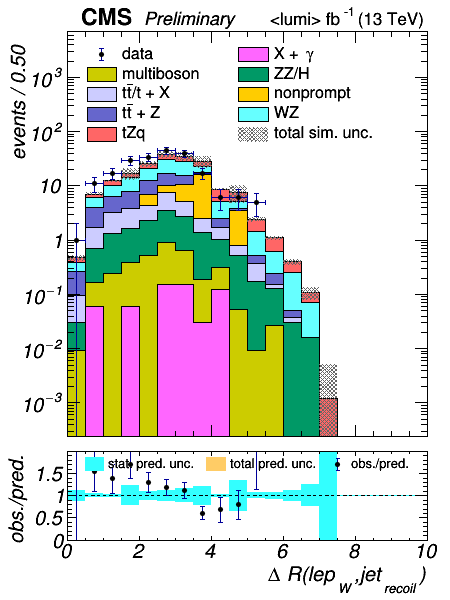 CMS Preliminary <lumi> fb⁻¹ (13 TeV)
events / 0.50
data
multiboson
tt̄/t + X
tt̄ + Z
tZq
X + γ
ZZ/H
nonprompt
WZ
total sim. unc.
10³
10²
10
1
10⁻¹
10⁻²
10⁻³
obs./pred.
stat. pred. unc.
total pred. unc.
obs./pred.
1.5
1
0.5
0
0 2 4 6 8 10
Δ R(lep_W,jet_recoil)